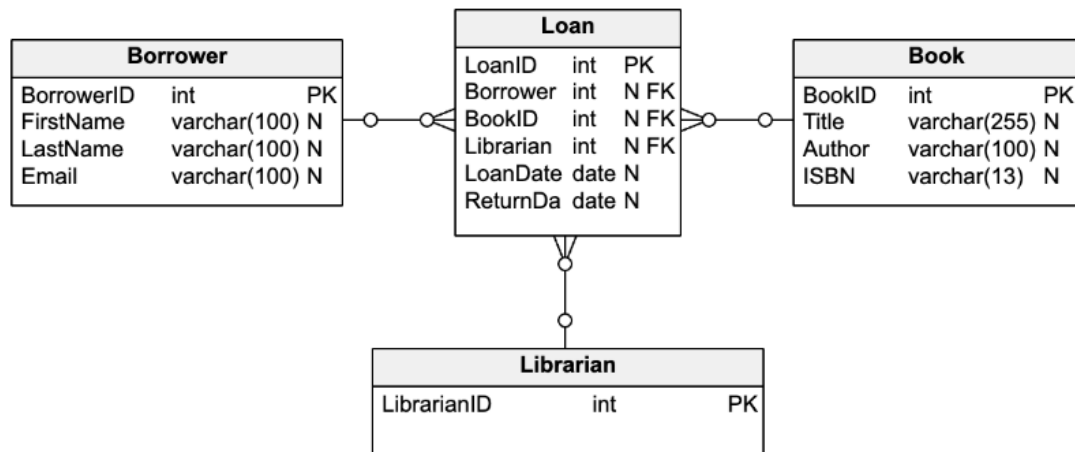 Borrower
BorrowerID int PK
FirstName varchar(100) N
LastName varchar(100) N
Email varchar(100) N
Loan
LoanID int PK
Borrower int N FK
BookID int N FK
Librarian int N FK
LoanDate date N
ReturnDa date N
Book
BookID int PK
Title varchar(255) N
Author varchar(100) N
ISBN varchar(13) N
Librarian
LibrarianID int PK